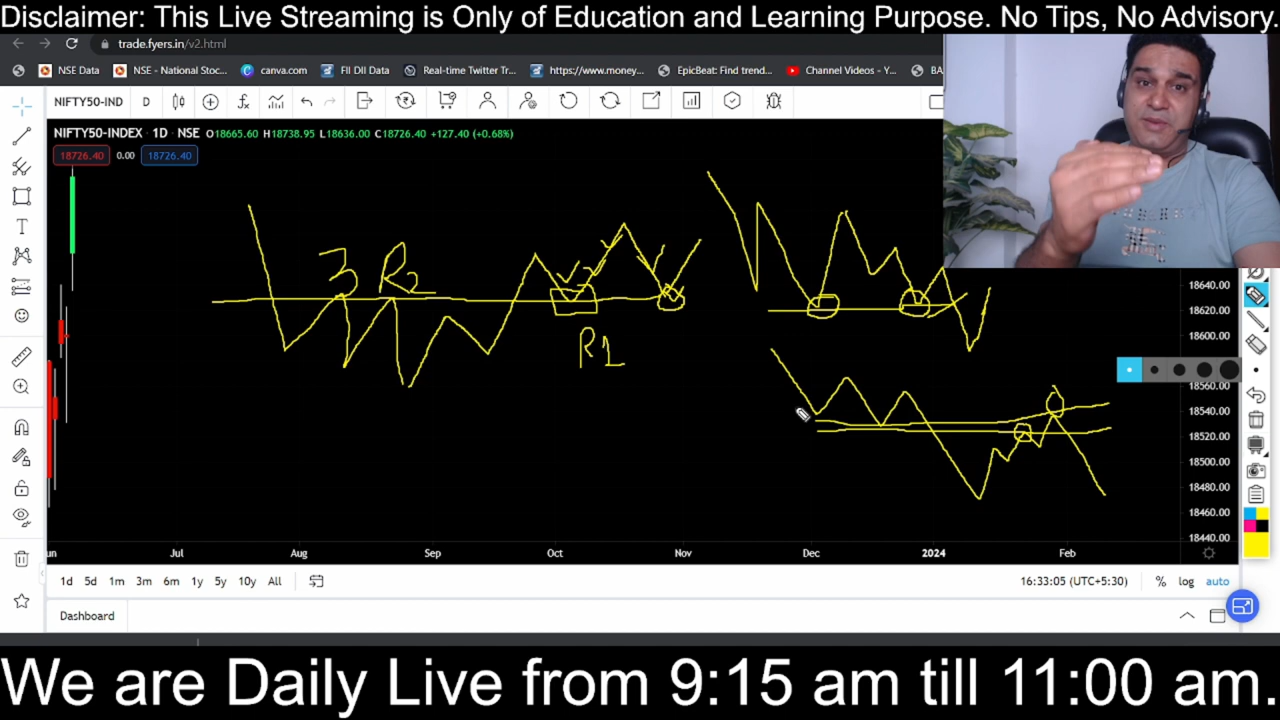 Disclaimer: This Live Streaming is Only of Education and Learning Purpose. No Tips, No Advisory.
trade.fyers.in/v2.html
NSE Data NSE - National Stoc... canva.com FII DII Data Real-time Twitter Tr... https://www.money... EpicBeat: Find trend... Channel Videos - Y... BA
NIFTY50-IND D
NIFTY50-INDEX · 1D · NSE O18665.60 H18738.95 L18636.00 C18726.40 +127.40 (+0.68%)
18726.40 0.00 18726.40
3 R2
R1
18640.00
18620.00
18600.00
18560.00
18540.00
18520.00
18500.00
18480.00
18460.00
18440.00
un Jul Aug Sep Oct Nov Dec 2024 Feb
1d 5d 1m 3m 6m 1y 5y 10y All 16:33:05 (UTC+5:30) % log auto
Dashboard
We are Daily Live from 9:15 am till 11:00 am.